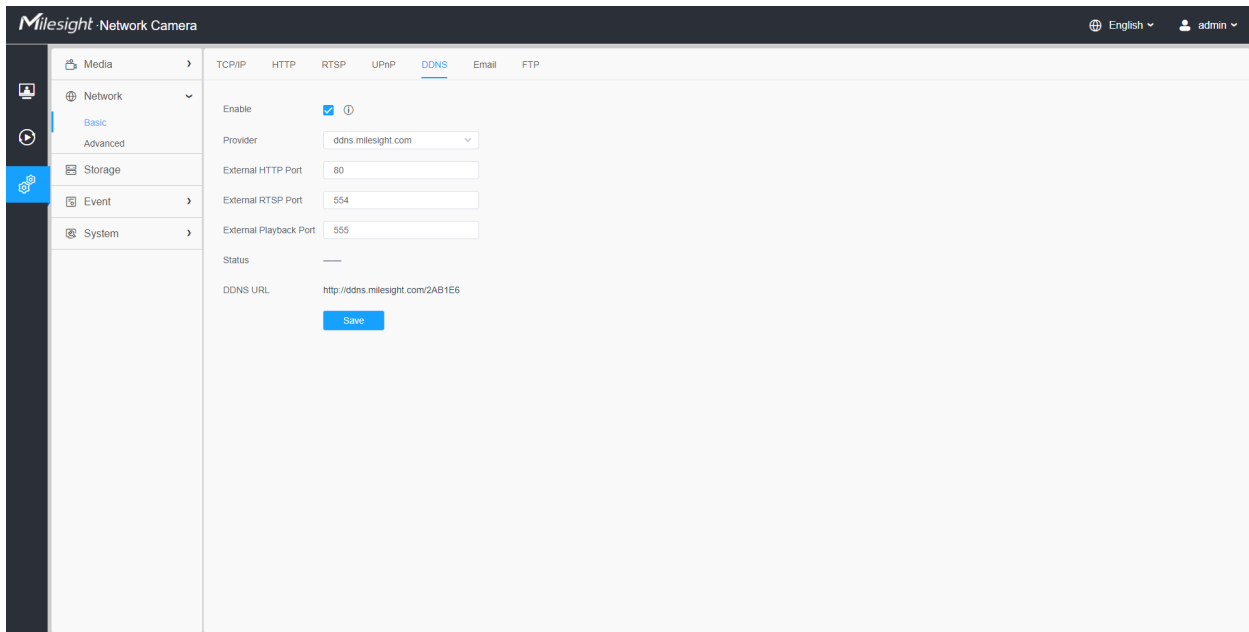 Milesight ·Network Camera
English
admin
Media
TCP/IP HTTP RTSP UPnP DDNS Email FTP
Network
Basic
Advanced
Storage
Event
System
Enable
Provider ddns.milesight.com
External HTTP Port 80
External RTSP Port 554
External Playback Port 555
Status —
DDNS URL http://ddns.milesight.com/2AB1E6
Save